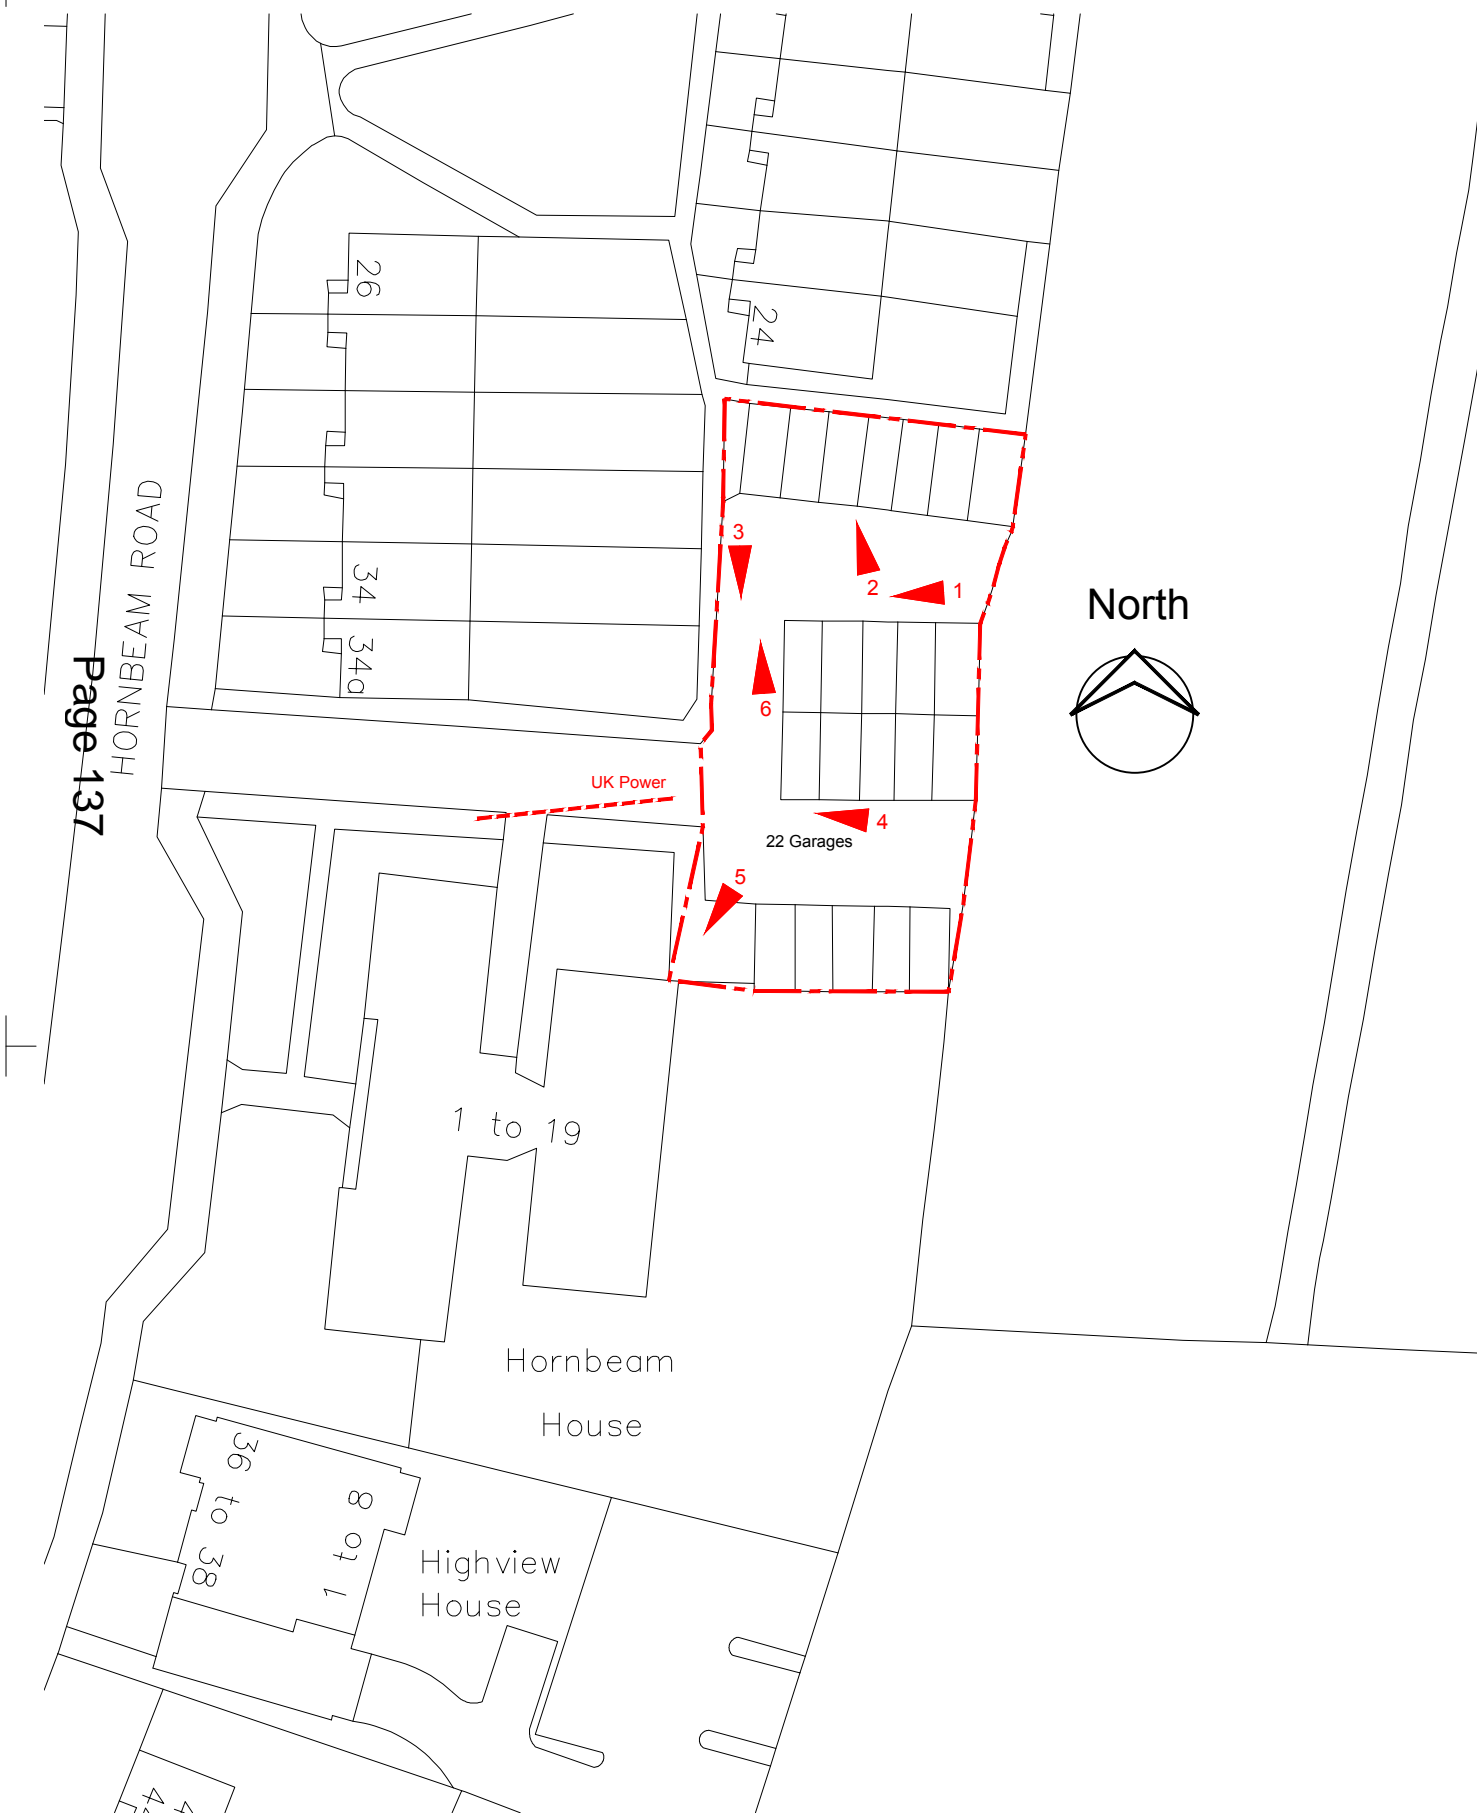 26
24
HORNBEAM ROAD
34
34a
3
2
1
North
6
Page 137
UK Power
4
22 Garages
5
1 to 19
Hornbeam
House
36 to 38
1 to 8
Highview
House